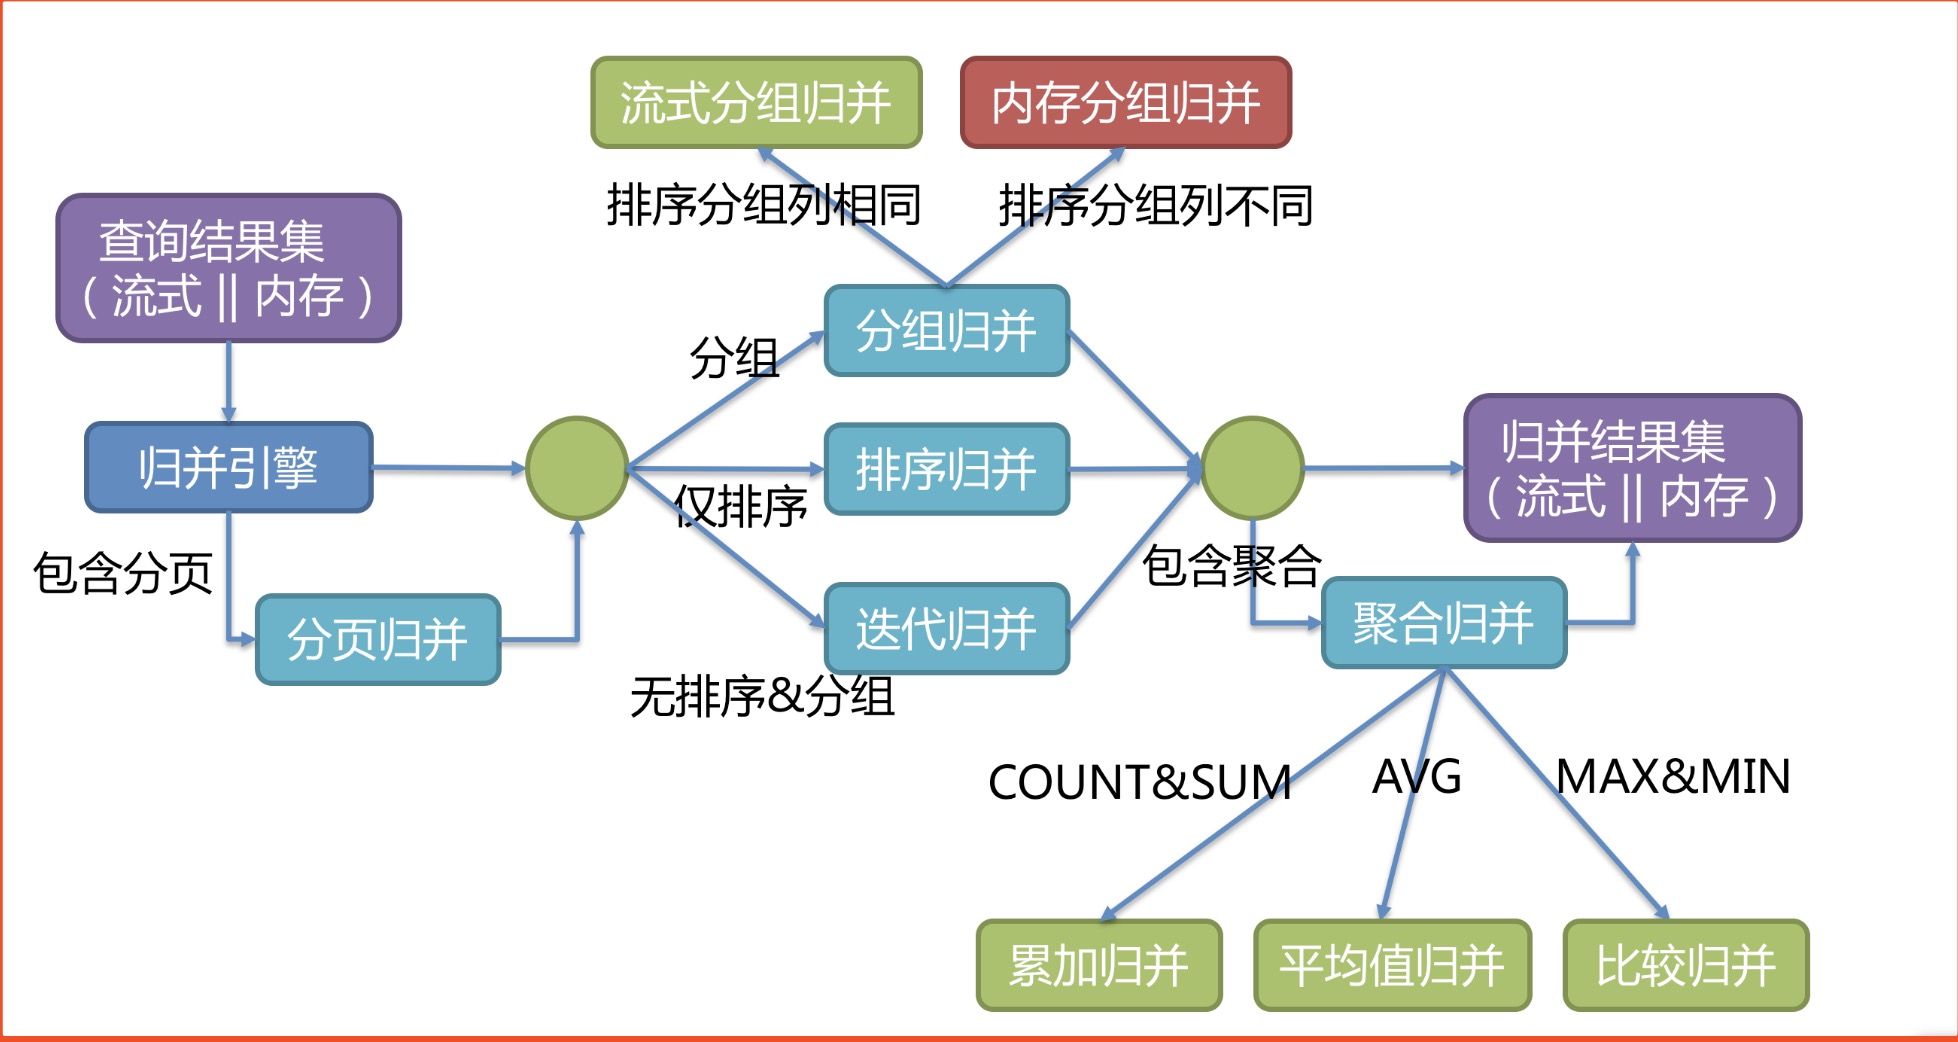 流式分组归并
内存分组归并
排序分组列相同
排序分组列不同
查询结果集
（流式 || 内存）
分组归并
分组
归并引擎
排序归并
仅排序
归并结果集
（流式 || 内存）
包含分页
分页归并
迭代归并
无排序&分组
包含聚合
聚合归并
COUNT&SUM
AVG
MAX&MIN
累加归并
平均值归并
比较归并